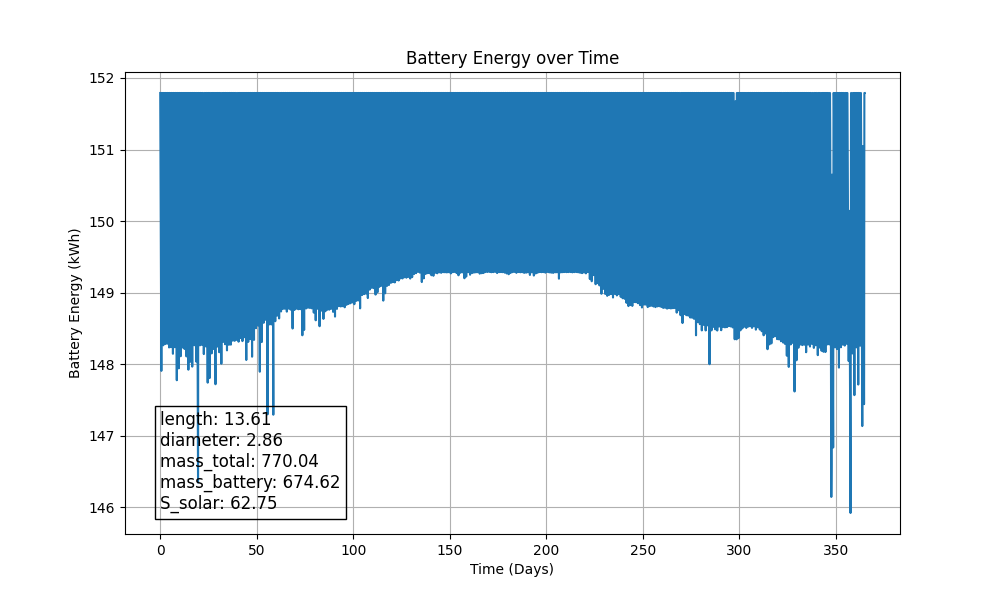 Battery Energy over Time
152
151
150
149
148
147
146
Battery Energy (kWh)
length: 13.61
diameter: 2.86
mass_total: 770.04
mass_battery: 674.62
S_solar: 62.75
0 50 100 150 200 250 300 350
Time (Days)